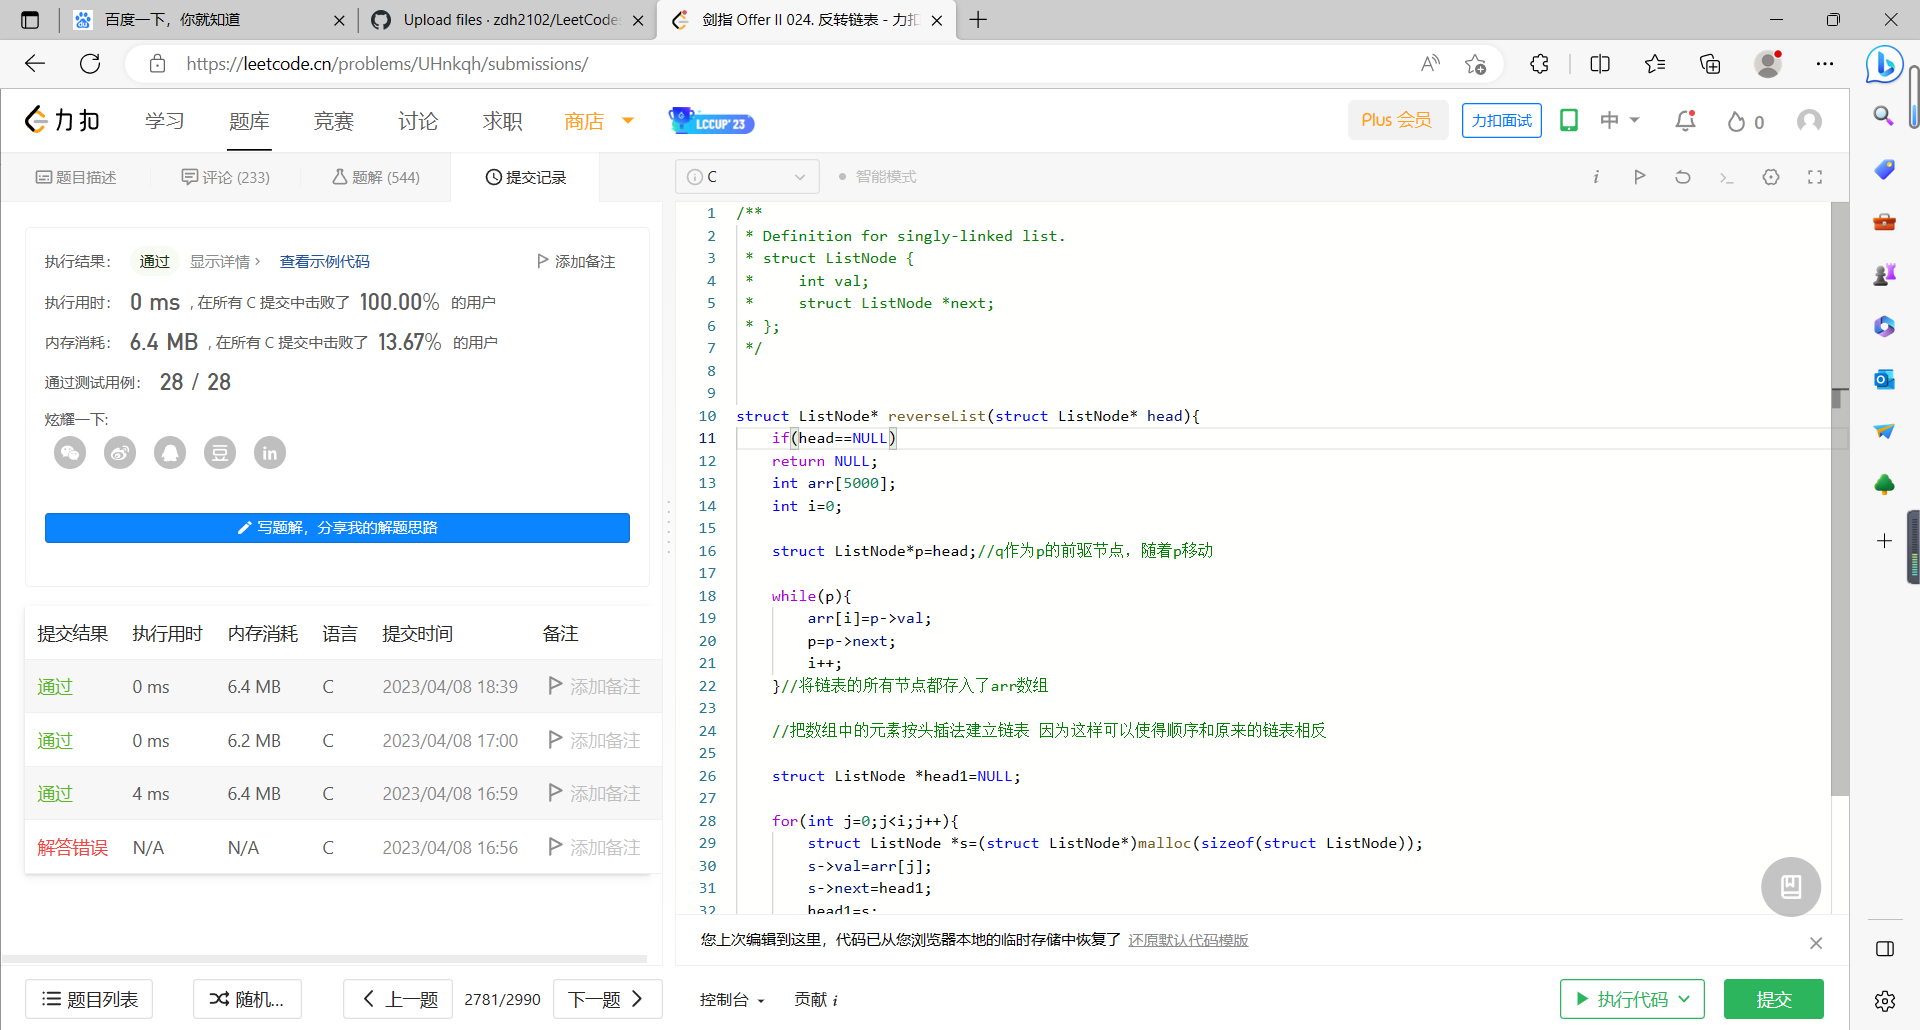 百度一下，你就知道
Upload files · zdh2102/LeetCode
剑指 Offer II 024. 反转链表 - 力扣
https://leetcode.cn/problems/UHnkqh/submissions/
力扣 学习 题库 竞赛 讨论 求职 商店 LCCUP' 23 Plus 会员 力扣面试 中 0
题目描述 评论 (233) 题解 (544) 提交记录
C 智能模式
执行结果： 通过 显示详情 › 查看示例代码 添加备注
执行用时： 0 ms , 在所有 C 提交中击败了 100.00% 的用户
内存消耗： 6.4 MB , 在所有 C 提交中击败了 13.67% 的用户
通过测试用例： 28 / 28
炫耀一下:
写题解，分享我的解题思路
提交结果 执行用时 内存消耗 语言 提交时间 备注
通过 0 ms 6.4 MB C 2023/04/08 18:39 添加备注
通过 0 ms 6.2 MB C 2023/04/08 17:00 添加备注
通过 4 ms 6.4 MB C 2023/04/08 16:59 添加备注
解答错误 N/A N/A C 2023/04/08 16:56 添加备注
1 /**
2 * Definition for singly-linked list.
3 * struct ListNode {
4 * int val;
5 * struct ListNode *next;
6 * };
7 */
8
9
10 struct ListNode* reverseList(struct ListNode* head){
11 if(head==NULL)
12 return NULL;
13 int arr[5000];
14 int i=0;
15
16 struct ListNode*p=head;//q作为p的前驱节点，随着p移动
17
18 while(p){
19 arr[i]=p->val;
20 p=p->next;
21 i++;
22 }//将链表的所有节点都存入了arr数组
23
24 //把数组中的元素按头插法建立链表 因为这样可以使得顺序和原来的链表相反
25
26 struct ListNode *head1=NULL;
27
28 for(int j=0;j<i;j++){
29 struct ListNode *s=(struct ListNode*)malloc(sizeof(struct ListNode));
30 s->val=arr[j];
31 s->next=head1;
32 head1=s;
您上次编辑到这里，代码已从您浏览器本地的临时存储中恢复了 还原默认代码模版
题目列表 随机... 上一题 2781/2990 下一题 控制台 贡献 i 执行代码 提交